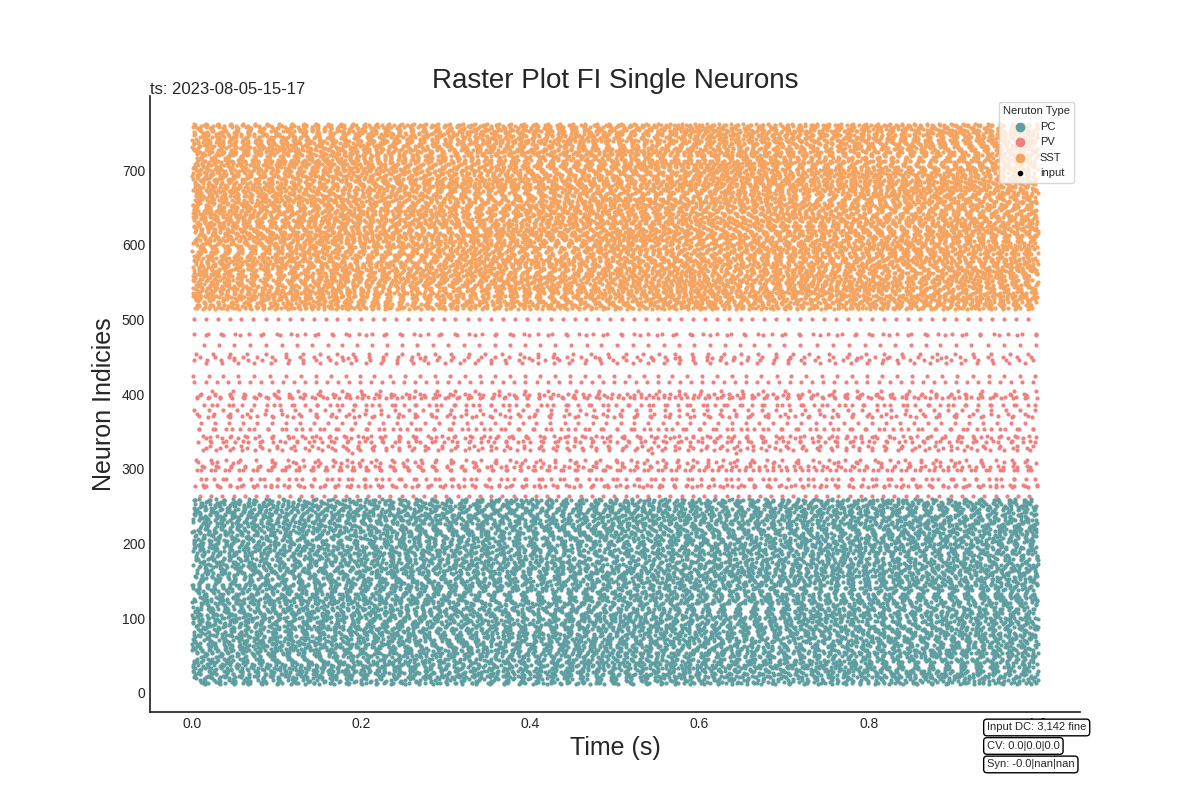 Raster Plot FI Single Neurons
ts: 2023-08-05-15-17
Neruton Type
PC
PV
SST
input
Neuron Indicies
700
600
500
400
300
200
100
0
0.0 0.2 0.4 0.6 0.8
Time (s)
Input DC: 3,142 fine
CV: 0.0|0.0|0.0
Syn: -0.0|nan|nan